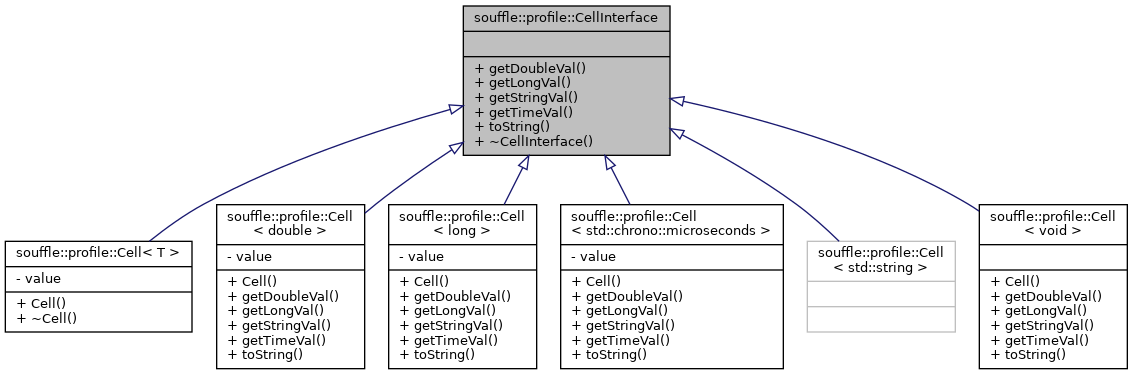 souffle::profile::CellInterface
+ getDoubleVal()
+ getLongVal()
+ getStringVal()
+ getTimeVal()
+ toString()
+ ~CellInterface()
souffle::profile::Cell< T >
- value
+ Cell()
+ ~Cell()
souffle::profile::Cell
< double >
- value
+ Cell()
+ getDoubleVal()
+ getLongVal()
+ getStringVal()
+ getTimeVal()
+ toString()
souffle::profile::Cell
< long >
- value
+ Cell()
+ getDoubleVal()
+ getLongVal()
+ getStringVal()
+ getTimeVal()
+ toString()
souffle::profile::Cell
< std::chrono::microseconds >
- value
+ Cell()
+ getDoubleVal()
+ getLongVal()
+ getStringVal()
+ getTimeVal()
+ toString()
souffle::profile::Cell
< std::string >
souffle::profile::Cell
< void >
+ Cell()
+ getDoubleVal()
+ getLongVal()
+ getStringVal()
+ getTimeVal()
+ toString()